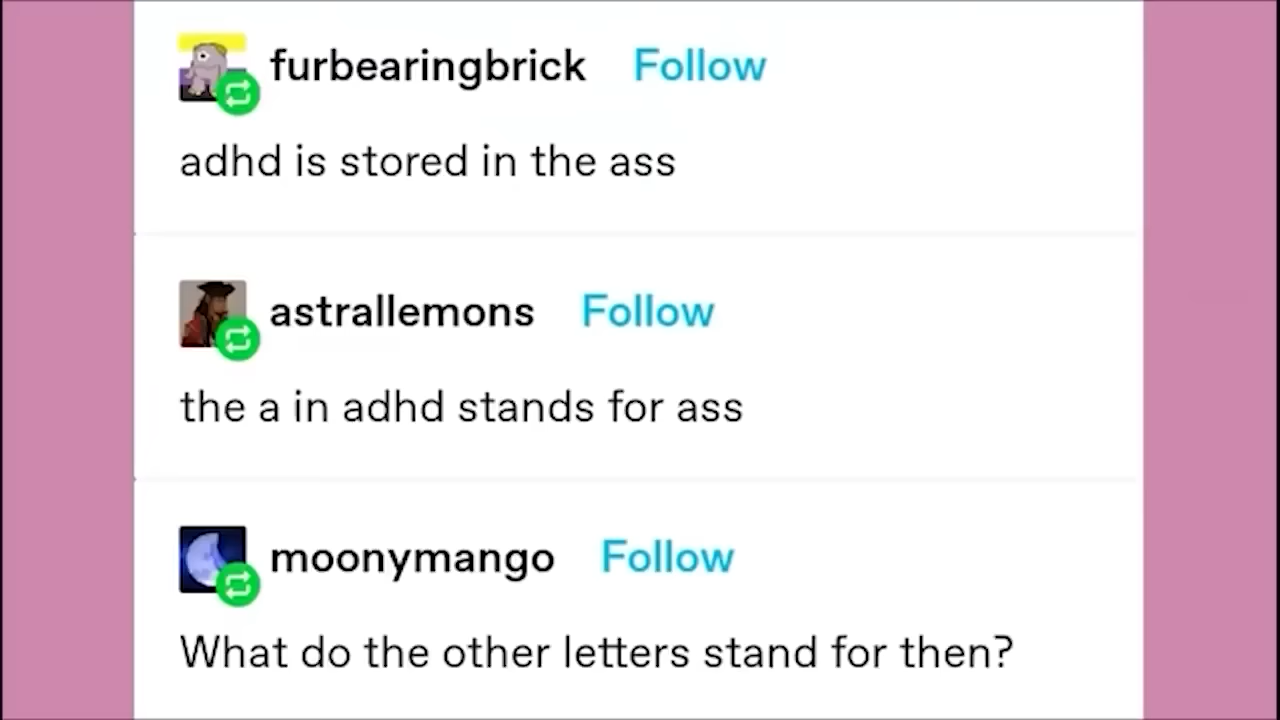 furbearingbrick Follow
adhd is stored in the ass
astrallemons Follow
the a in adhd stands for ass
moonymango Follow
What do the other letters stand for then?